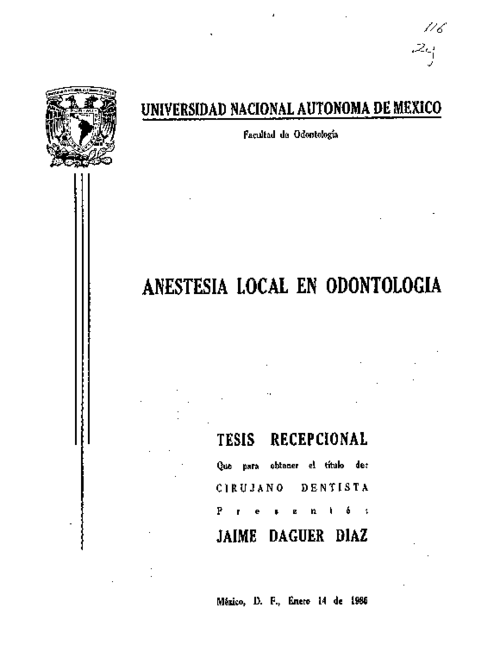 116
UNIVERSIDAD NACIONAL AUTONOMA DE MEXICO
Facultad de Odontología
ANESTESIA LOCAL EN ODONTOLOGIA
TESIS RECEPCIONAL
Que para obtener el título de:
CIRUJANO DENTISTA
Presentó:
JAIME DAGUER DIAZ
México, D. F., Enero 14 de 1986